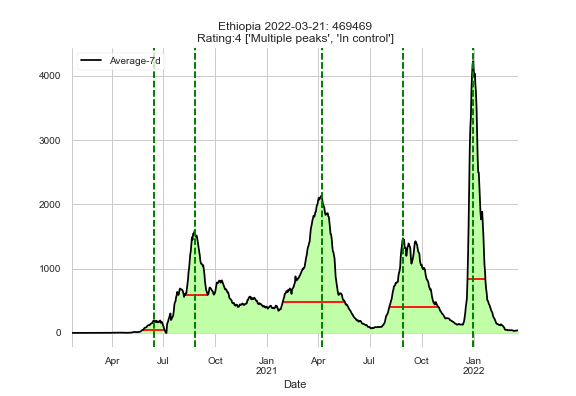 Ethiopia 2022-03-21: 469469
Rating:4 ['Multiple peaks', 'In control']
Average-7d
4000
3000
2000
1000
0
Apr Jul Oct Jan Apr Jul Oct Jan
2021 2022
Date